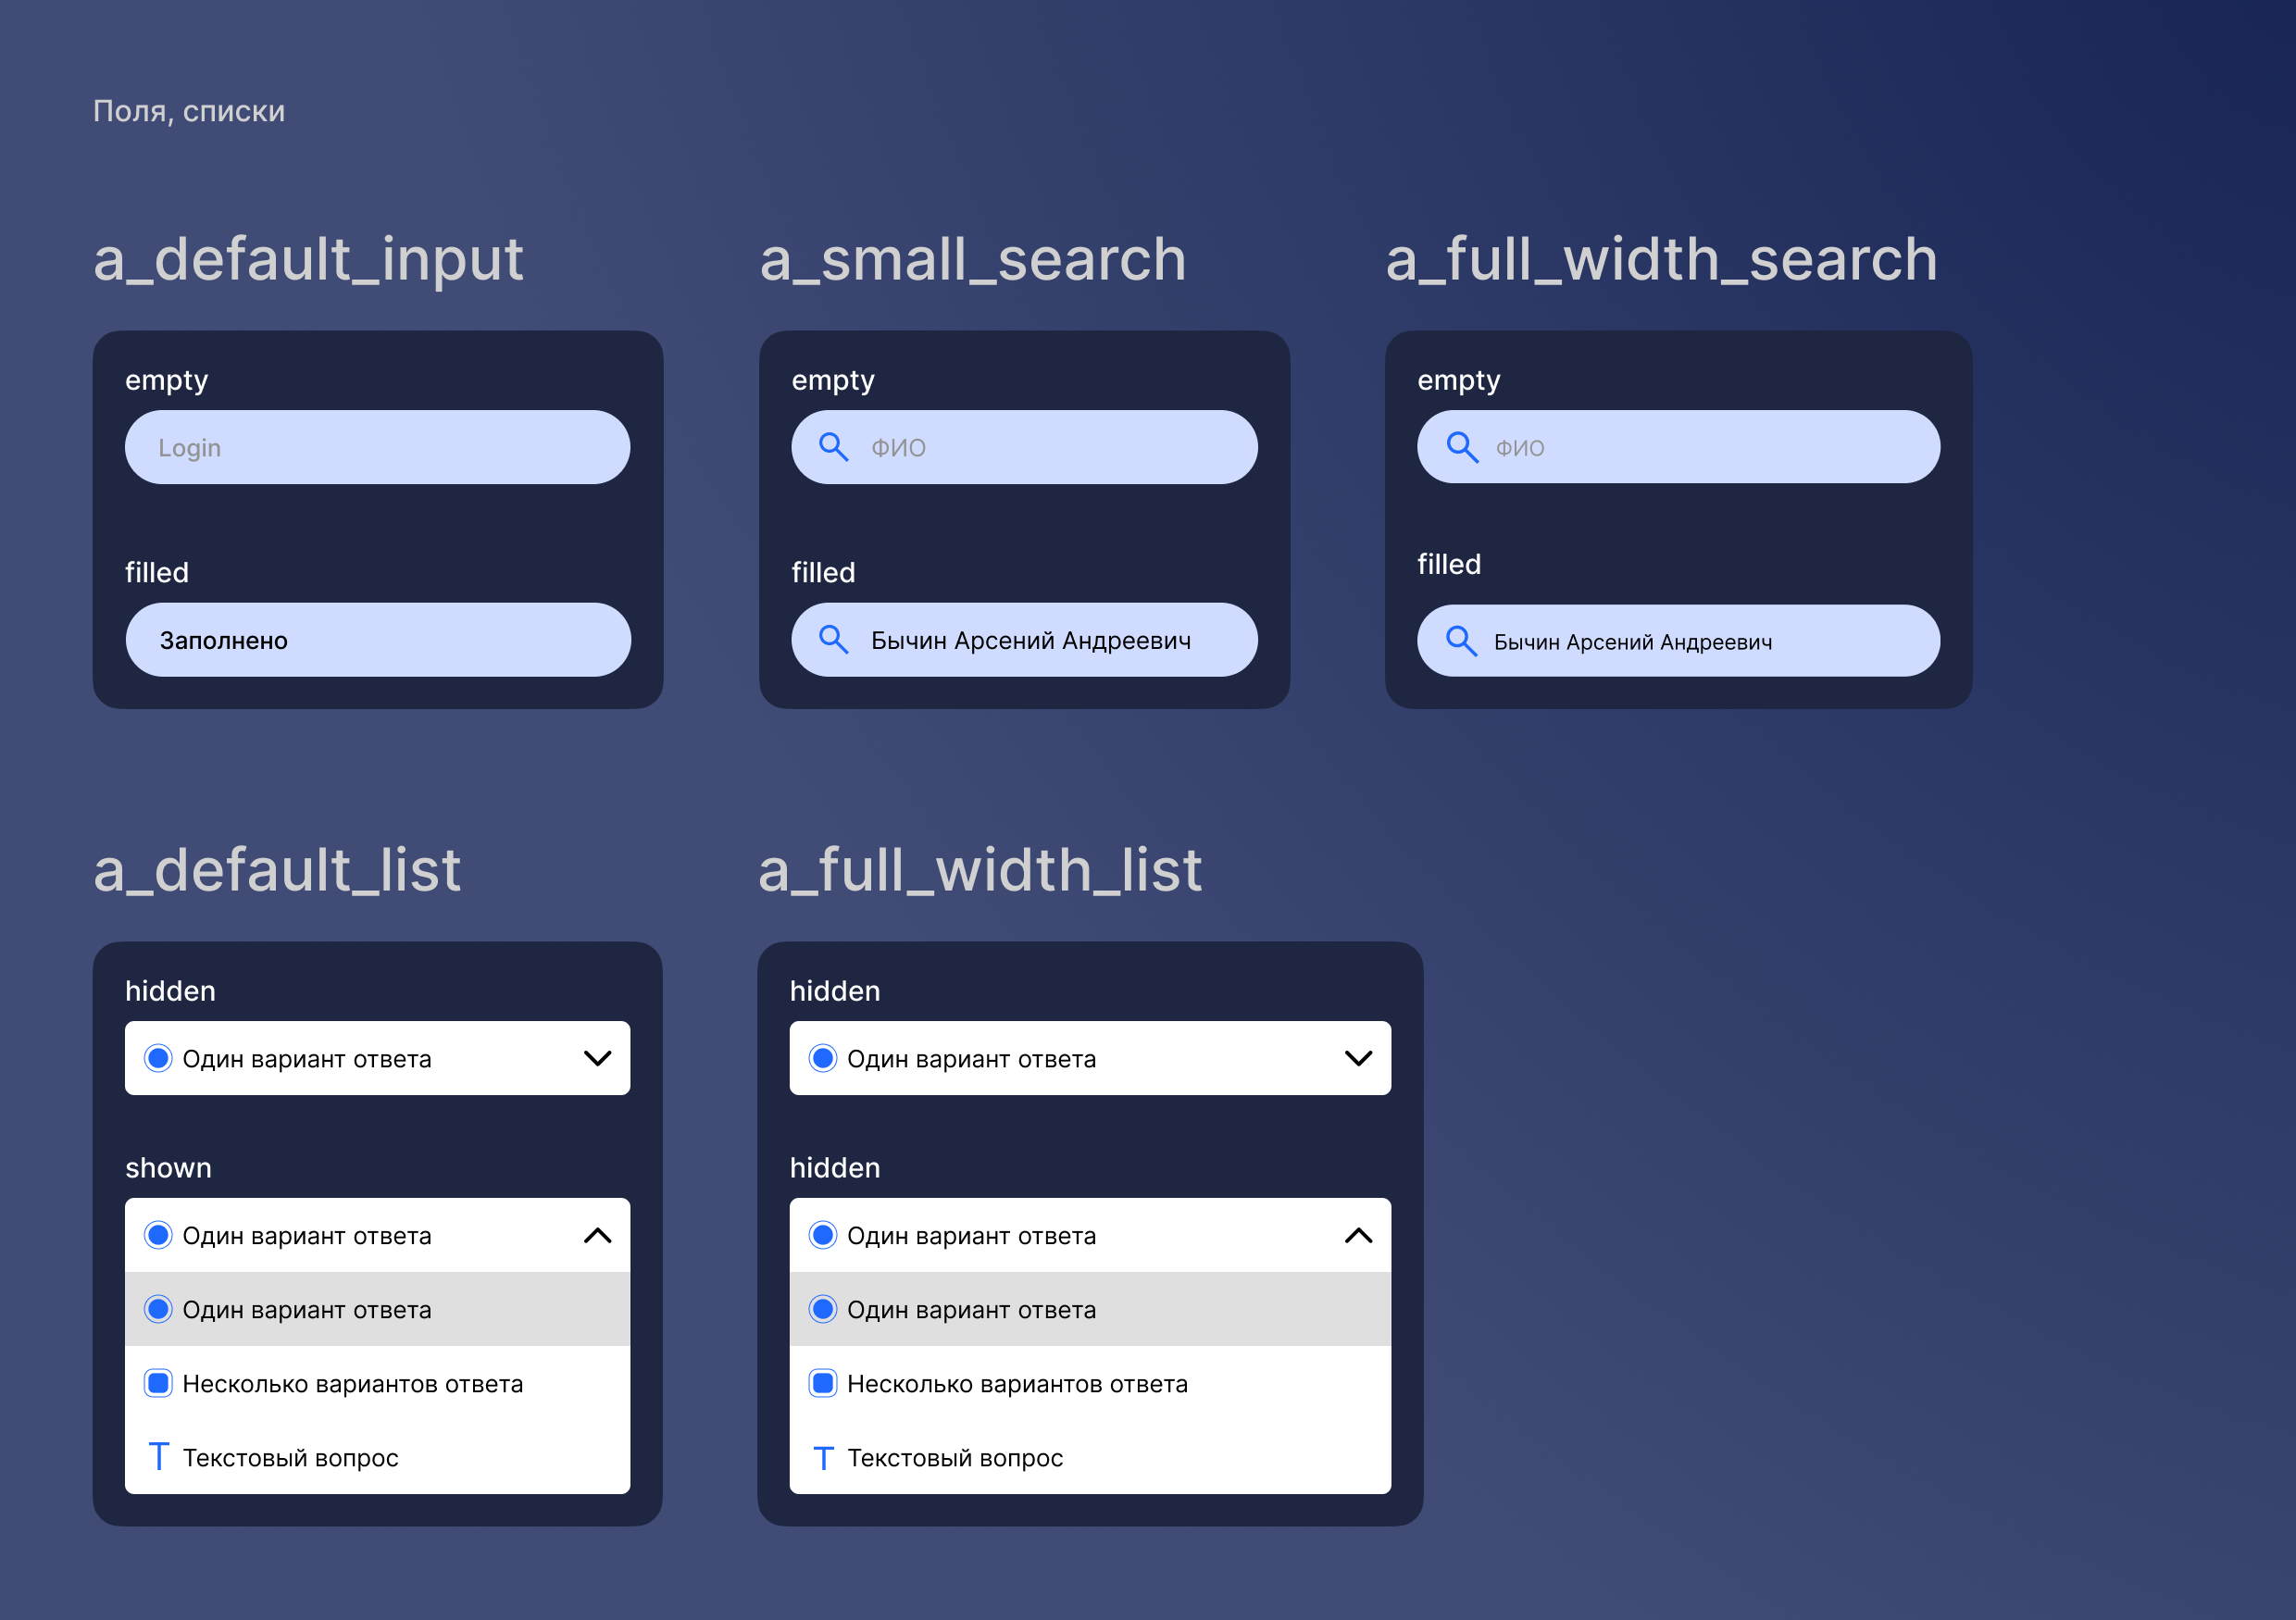 Поля, списки
a_default_input
empty
Login
filled
Заполнено
a_small_search
empty
ФИО
filled
Бычин Арсений Андреевич
a_full_width_search
empty
ФИО
filled
Бычин Арсений Андреевич
a_default_list
hidden
Один вариант ответа
shown
Один вариант ответа
Один вариант ответа
Несколько вариантов ответа
T Текстовый вопрос
a_full_width_list
hidden
Один вариант ответа
hidden
Один вариант ответа
Один вариант ответа
Несколько вариантов ответа
T Текстовый вопрос